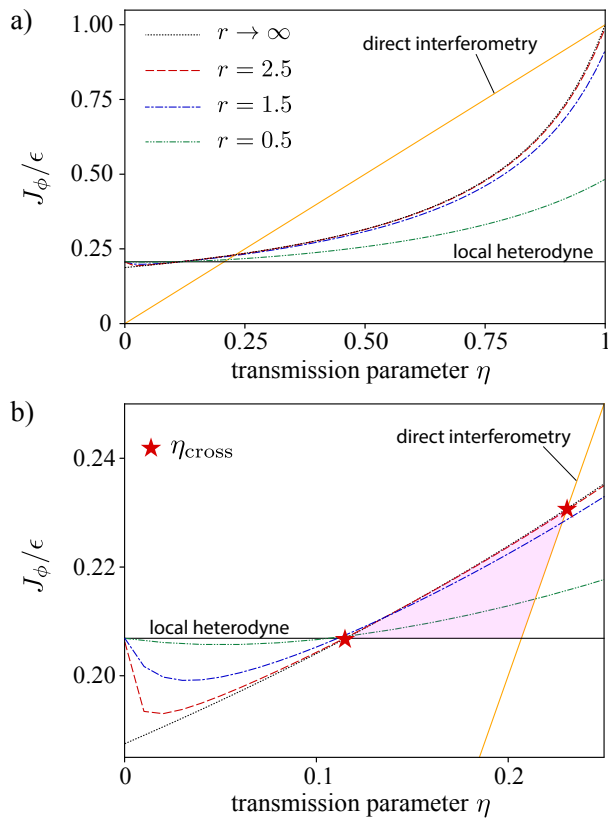 a)
1.00
0.75
0.50
0.25
0
J_ϕ/ϵ
r → ∞
r = 2.5
r = 1.5
r = 0.5
direct interferometry
local heterodyne
0 0.25 0.50 0.75 1
transmission parameter η
b)
0.24
0.22
0.20
J_ϕ/ϵ
★ η_cross
direct interferometry
local heterodyne
0 0.1 0.2
transmission parameter η